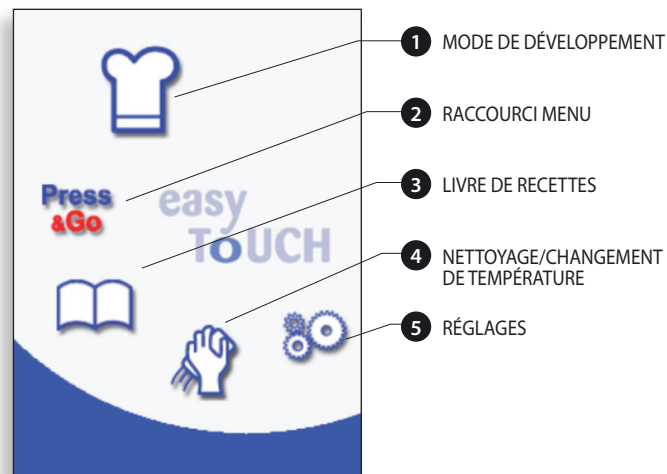 1 MODE DE DÉVELOPPEMENT
2 RACCOURCI MENU
Press
&Go
easy
ToUCH
3 LIVRE DE RECETTES
4 NETTOYAGE/CHANGEMENT
DE TEMPÉRATURE
5 RÉGLAGES